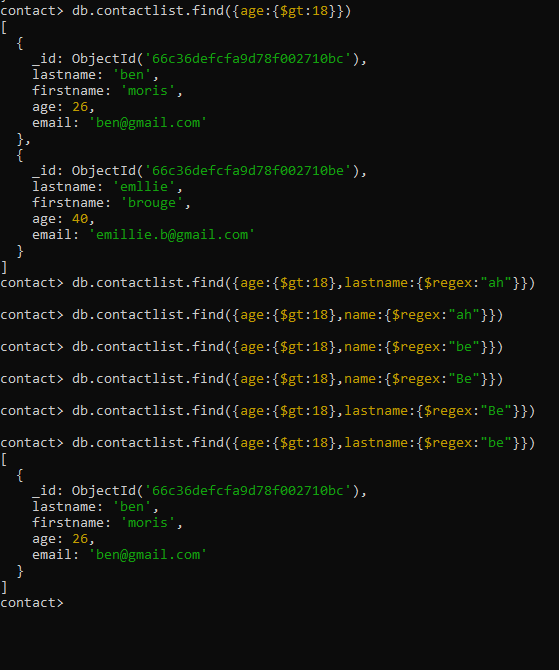 contact> db.contactlist.find({age:{$gt:18}})
[
  {
    _id: ObjectId('66c36defcfa9d78f002710bc'),
    lastname: 'ben',
    firstname: 'moris',
    age: 26,
    email: 'ben@gmail.com'
  },
  {
    _id: ObjectId('66c36defcfa9d78f002710be'),
    lastname: 'emllie',
    firstname: 'brouge',
    age: 40,
    email: 'emillie.b@gmail.com'
  }
]
contact> db.contactlist.find({age:{$gt:18},lastname:{$regex:"ah"}})
contact> db.contactlist.find({age:{$gt:18},name:{$regex:"ah"}})
contact> db.contactlist.find({age:{$gt:18},name:{$regex:"be"}})
contact> db.contactlist.find({age:{$gt:18},name:{$regex:"Be"}})
contact> db.contactlist.find({age:{$gt:18},lastname:{$regex:"Be"}})
contact> db.contactlist.find({age:{$gt:18},lastname:{$regex:"be"}})
[
  {
    _id: ObjectId('66c36defcfa9d78f002710bc'),
    lastname: 'ben',
    firstname: 'moris',
    age: 26,
    email: 'ben@gmail.com'
  }
]
contact>